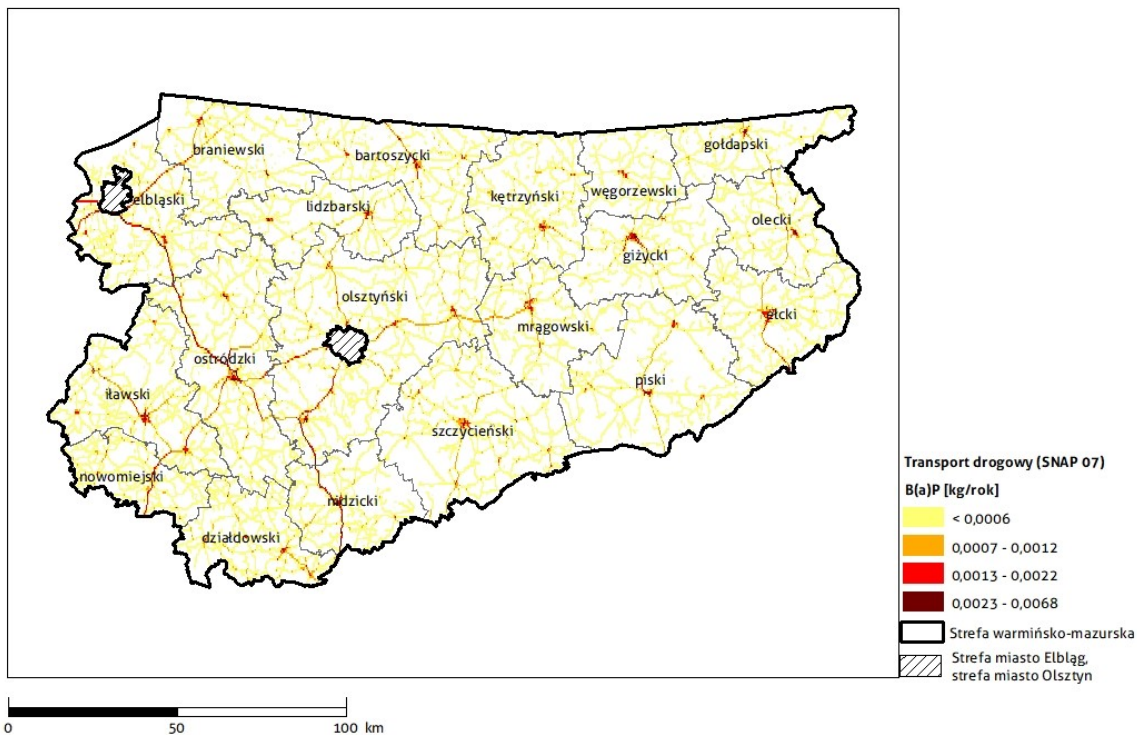 braniewski
bartoszycki
gołdapski
elbląski
lidzbarski
kętrzyński
węgorzewski
olecki
giżycki
olsztyński
mrągowski
ełcki
ostródzki
piski
iławski
szczycieński
nowomiejski
nidzicki
działdowski
Transport drogowy (SNAP 07)
B(a)P [kg/rok]
< 0,0006
0,0007 - 0,0012
0,0013 - 0,0022
0,0023 - 0,0068
Strefa warmińsko-mazurska
Strefa miasto Elbląg,
strefa miasto Olsztyn
0 50 100 km